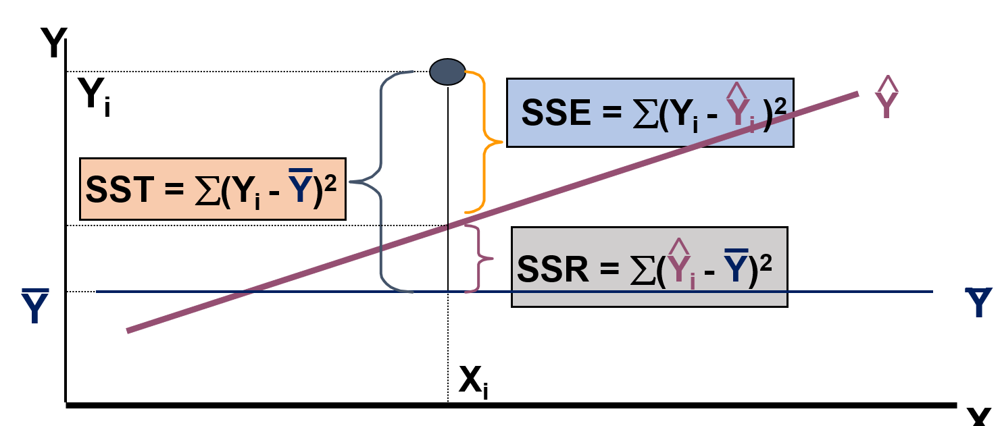 Y
Yᵢ
SSE = ∑(Yᵢ - Ŷᵢ )²
Ŷ
SST = ∑(Yᵢ - Ȳ)²
SSR = ∑(Ŷᵢ - Ȳ)²
Ȳ
Ȳ
Xᵢ
X